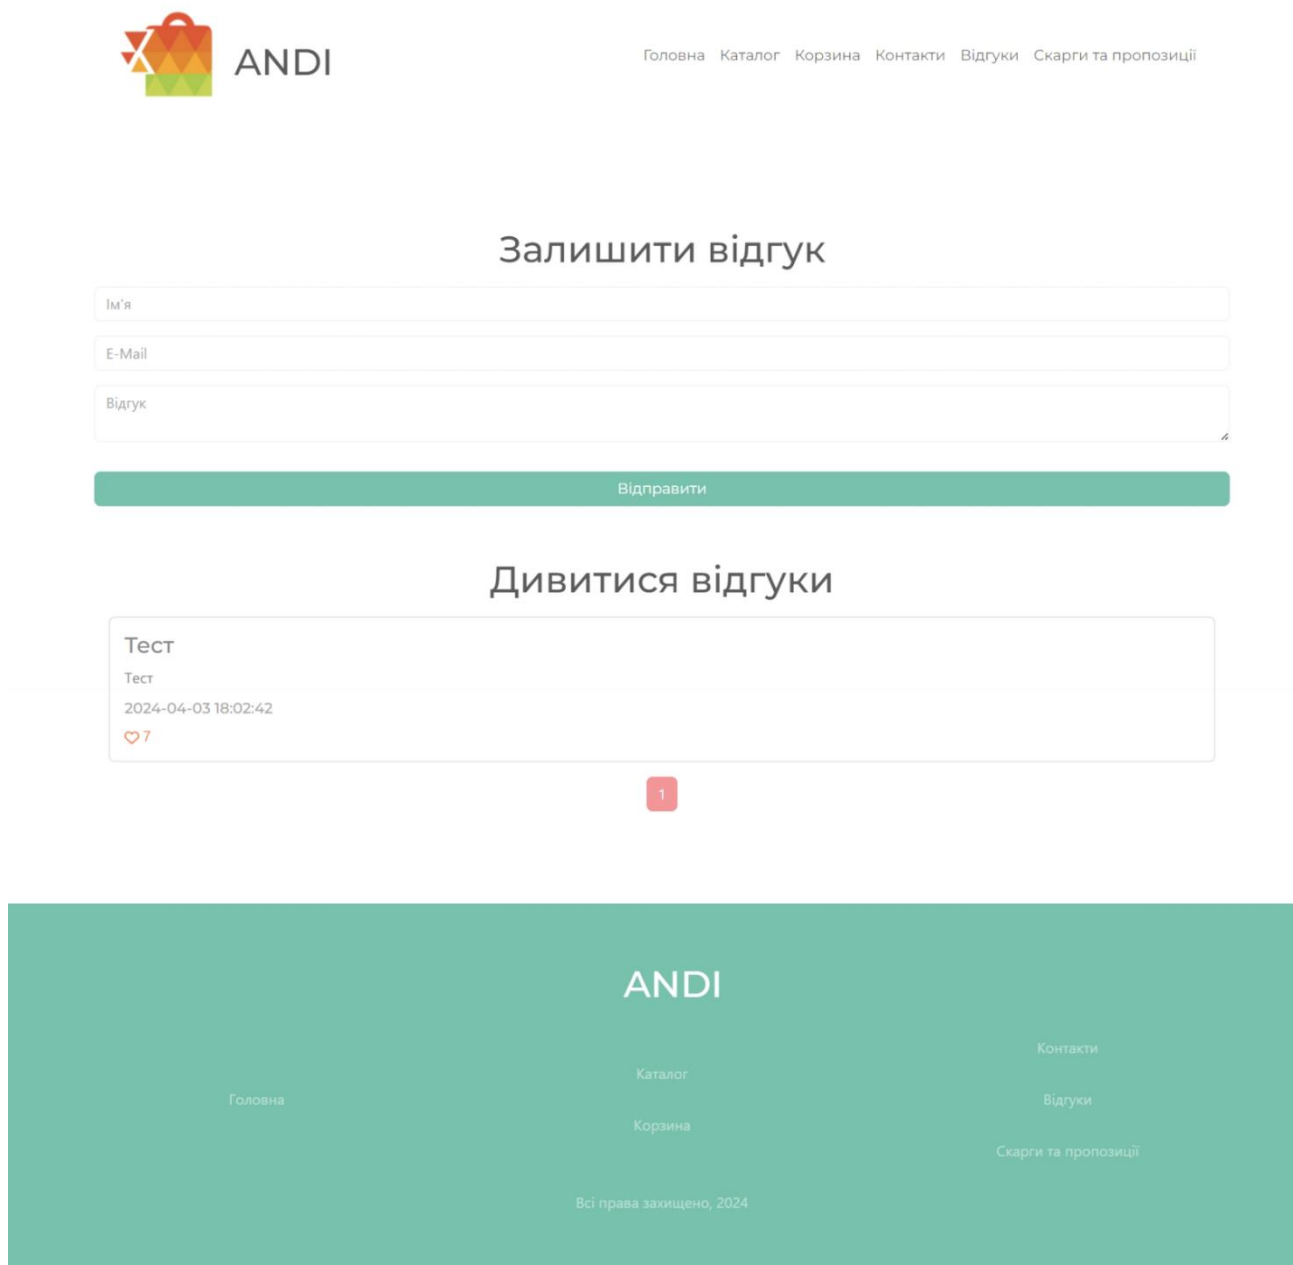 ANDI
Головна Каталог Корзина Контакти Відгуки Скарги та пропозиції
Залишити відгук
Ім'я
E-Mail
Відгук
Відправити
Дивитися відгуки
Тест
Тест
2024-04-03 18:02:42
7
1
ANDI
Головна
Каталог
Корзина
Контакти
Відгуки
Скарги та пропозиції
Всі права захищено, 2024